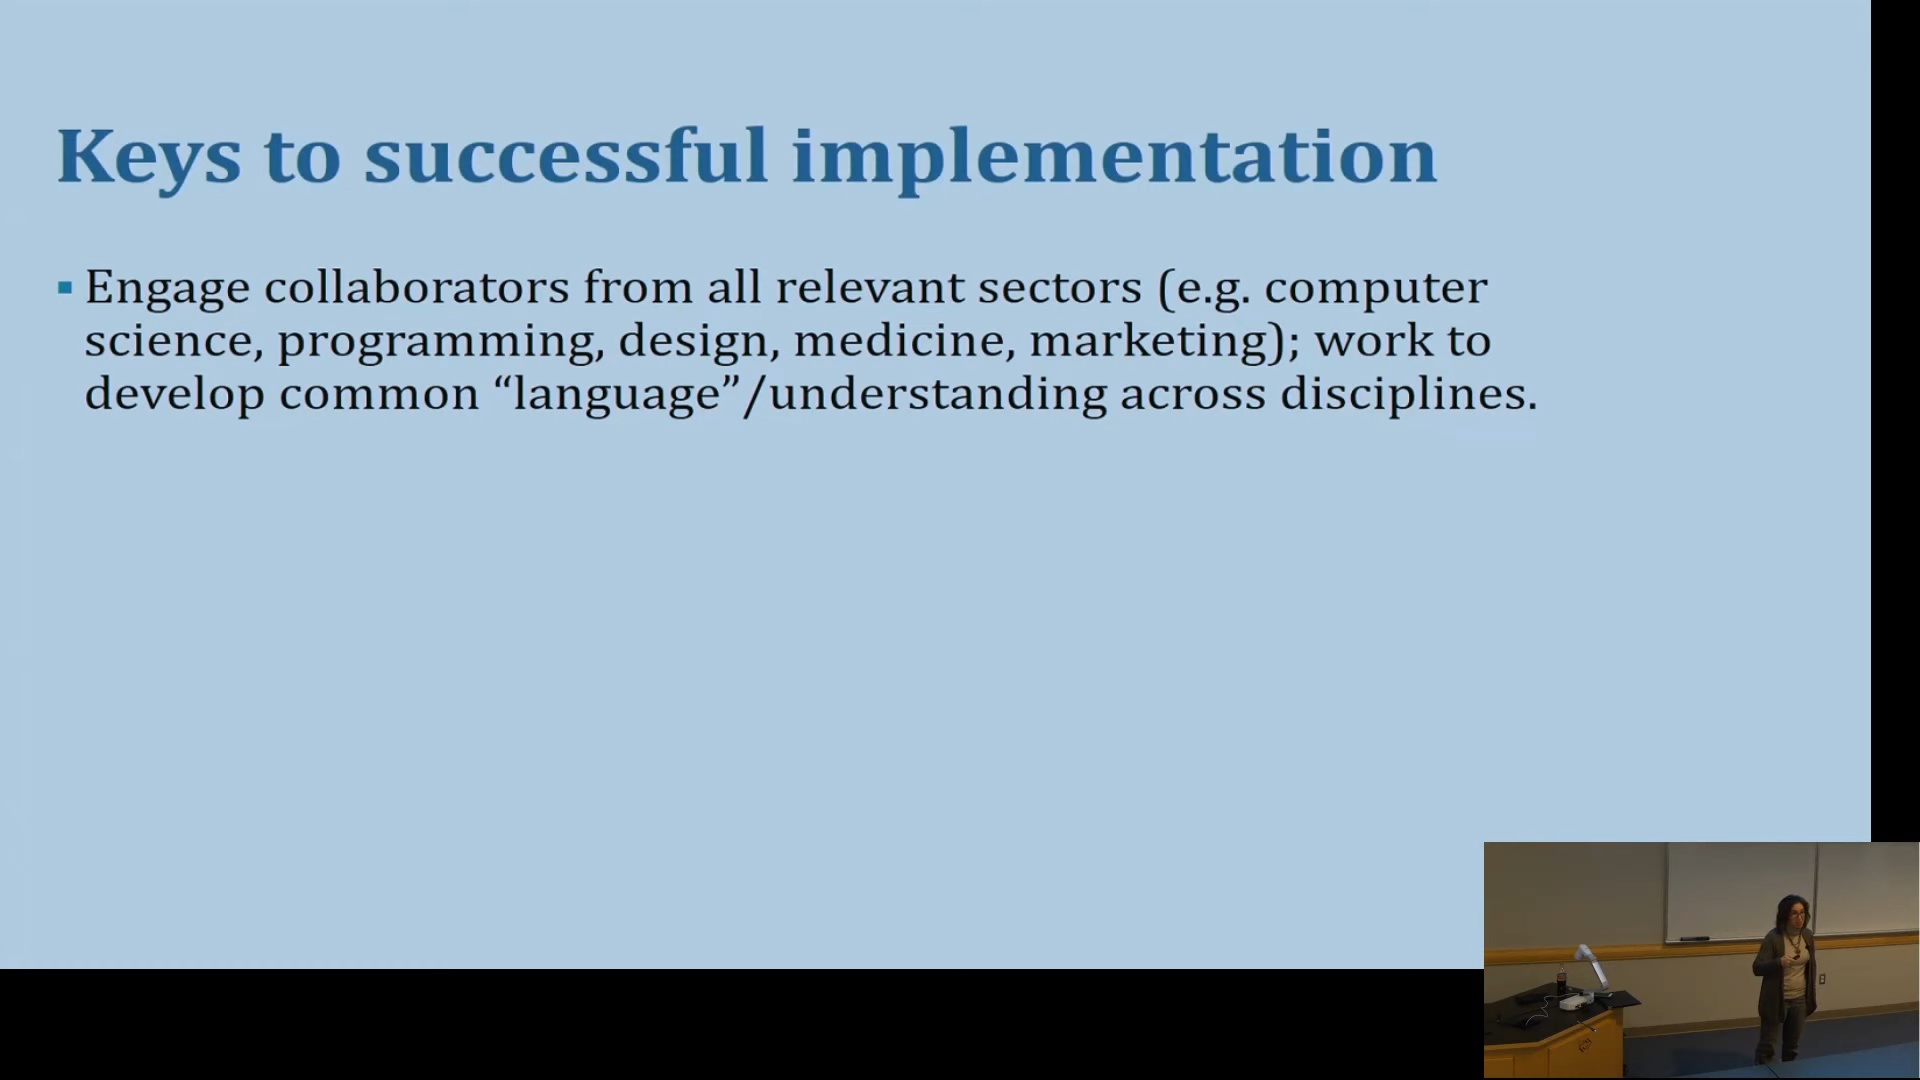 Keys to successful implementation
▪ Engage collaborators from all relevant sectors (e.g. computer
science, programming, design, medicine, marketing); work to
develop common “language”/understanding across disciplines.